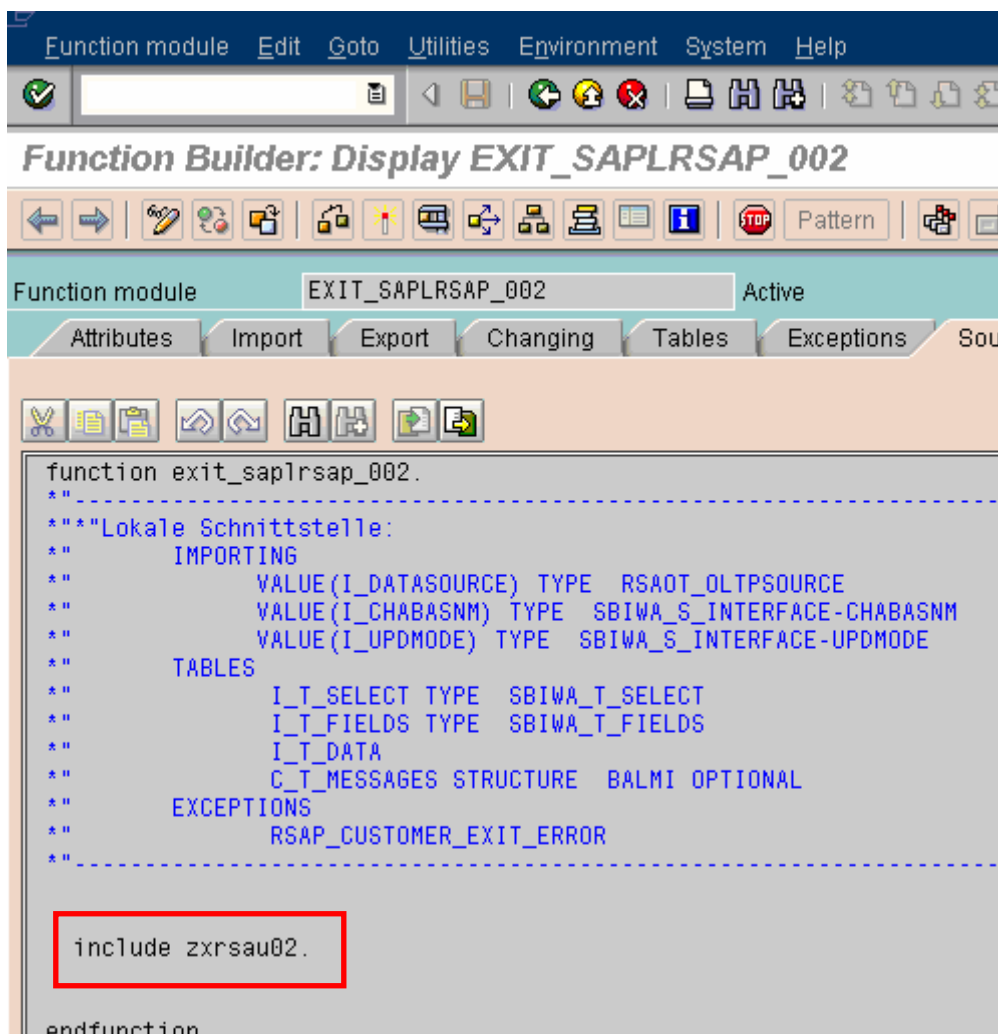 Function module Edit Goto Utilities Environment System Help
Function Builder: Display EXIT_SAPLRSAP_002
STOP Pattern
Function module EXIT_SAPLRSAP_002 Active
Attributes Import Export Changing Tables Exceptions Sou
function exit_saplrsap_002.
*"----------------------------------------------------------------------
*"*"Lokale Schnittstelle:
*" IMPORTING
*" VALUE(I_DATASOURCE) TYPE RSAOT_OLTPSOURCE
*" VALUE(I_CHABASNM) TYPE SBIWA_S_INTERFACE-CHABASNM
*" VALUE(I_UPDMODE) TYPE SBIWA_S_INTERFACE-UPDMODE
*" TABLES
*" I_T_SELECT TYPE SBIWA_T_SELECT
*" I_T_FIELDS TYPE SBIWA_T_FIELDS
*" I_T_DATA
*" C_T_MESSAGES STRUCTURE BALMI OPTIONAL
*" EXCEPTIONS
*" RSAP_CUSTOMER_EXIT_ERROR
*"----------------------------------------------------------------------
include zxrsau02.
endfunction